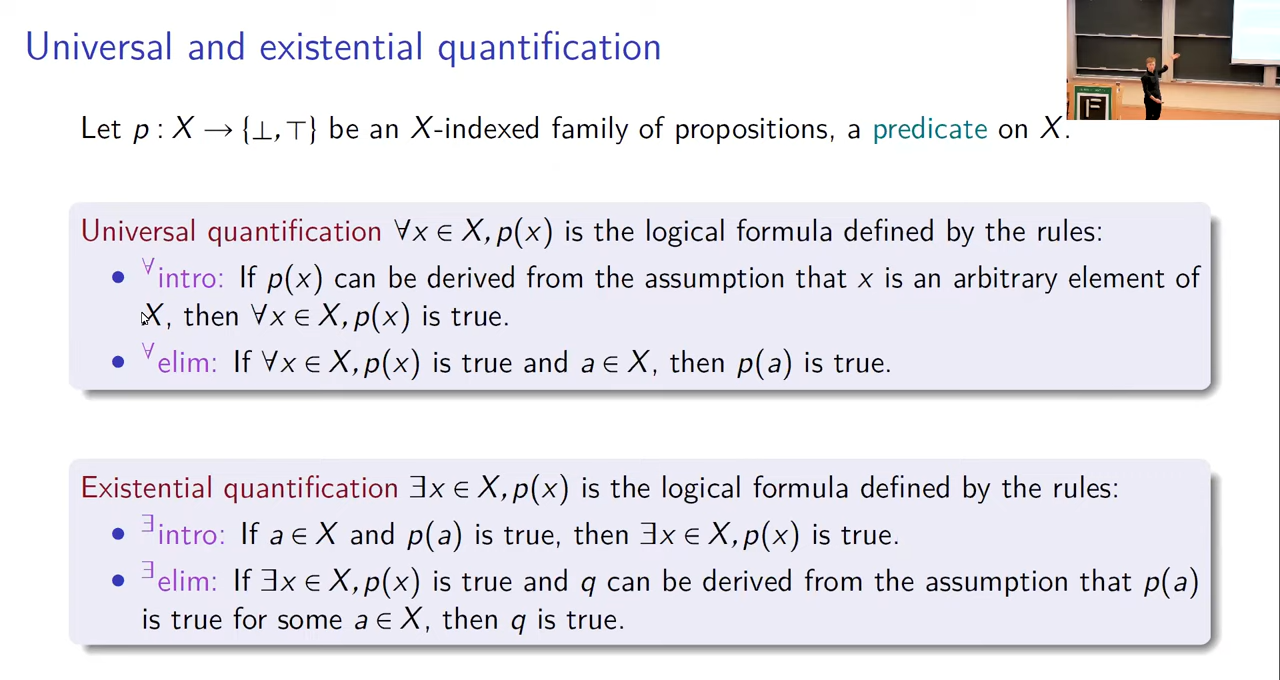 Universal and existential quantification
Let p : X → {⊥, ⊤} be an X-indexed family of propositions, a predicate on X.
Universal quantification ∀x ∈ X, p(x) is the logical formula defined by the rules:
• ∀intro: If p(x) can be derived from the assumption that x is an arbitrary element of
X, then ∀x ∈ X, p(x) is true.
• ∀elim: If ∀x ∈ X, p(x) is true and a ∈ X, then p(a) is true.
Existential quantification ∃x ∈ X, p(x) is the logical formula defined by the rules:
• ∃intro: If a ∈ X and p(a) is true, then ∃x ∈ X, p(x) is true.
• ∃elim: If ∃x ∈ X, p(x) is true and q can be derived from the assumption that p(a)
is true for some a ∈ X, then q is true.